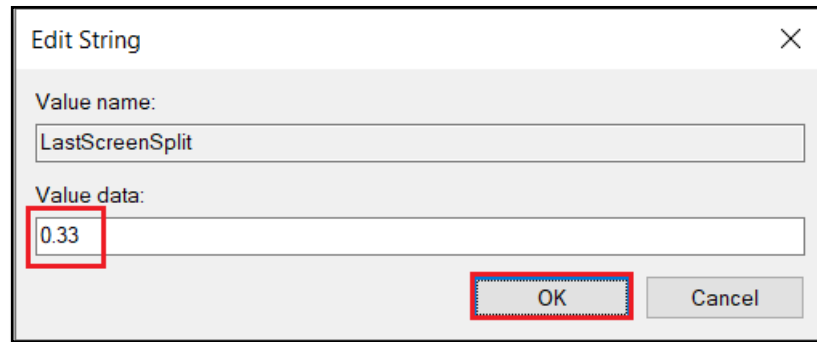 Edit String
Value name:
LastScreenSplit
Value data:
0.33
OK Cancel